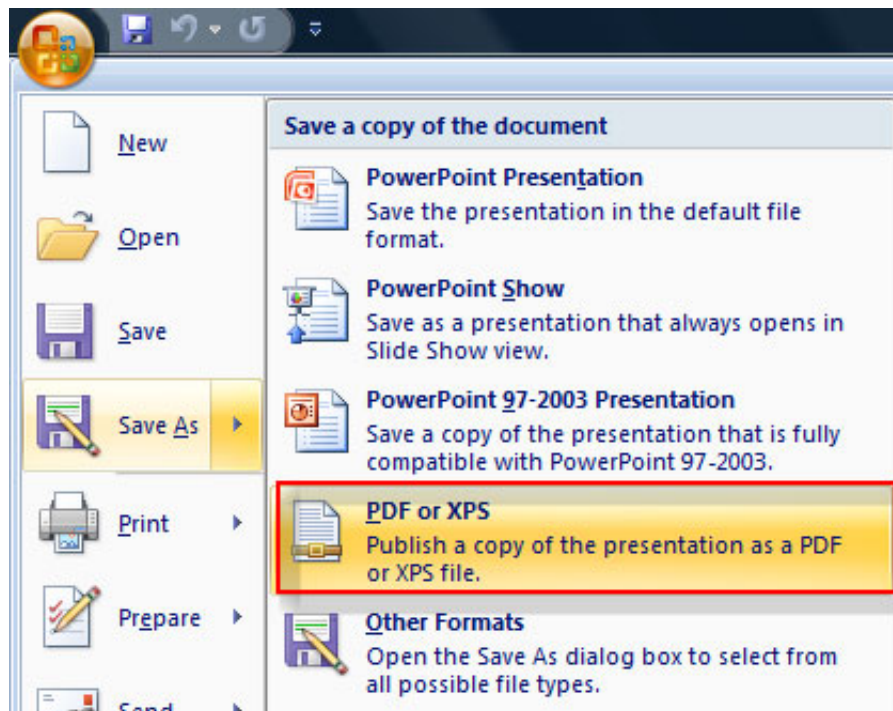 New
Open
Save
Save As
Print
Prepare
Send
Save a copy of the document
PowerPoint Presentation
Save the presentation in the default file
format.
PowerPoint Show
Save as a presentation that always opens in
Slide Show view.
PowerPoint 97-2003 Presentation
Save a copy of the presentation that is fully
compatible with PowerPoint 97-2003.
PDF or XPS
Publish a copy of the presentation as a PDF
or XPS file.
Other Formats
Open the Save As dialog box to select from
all possible file types.